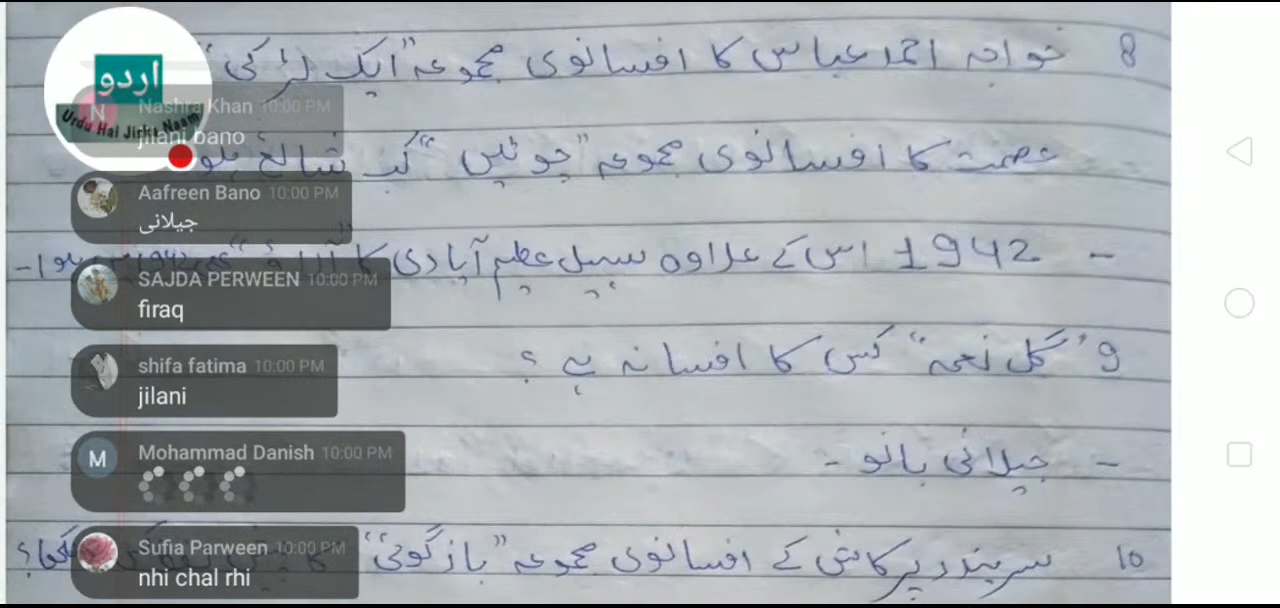 8 خواجہ احمد عباس کا افسانوی مجموعہ "ایک لڑکی"
عصمت کا افسانوی مجموعہ "چوٹیں" کب شائع ہو
- 1942 اس کے علاوہ سہیل عظیم آبادی کا
9 "گل نغمہ" کس کا افسانہ ہے ؟
- جیلانی بانو -
10 سریندر پرکاش کے افسانوی مجموعہ "بازگوئی" کا لکھا؟
اردو
Urdu Hai Jiska Naam
N
Nashra Khan 10:00 PM
jilani bano
Aafreen Bano 10:00 PM
جیلانی
SAJDA PERWEEN 10:00 PM
firaq
shifa fatima 10:00 PM
jilani
M
Mohammad Danish 10:00 PM
Sufia Parween 10:00 PM
nhi chal rhi